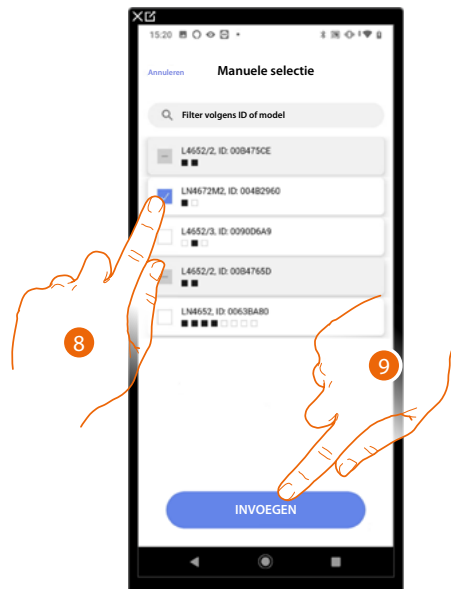 15:20
Annuleren Manuele selectie
Filter volgens ID of model
L4652/2, ID: 00B475CE
LN4672M2, ID: 00482960
L4652/3, ID: 0090D6A9
L4652/2, ID: 00B4765D
LN4652, ID: 0063BA80
8
9
INVOEGEN